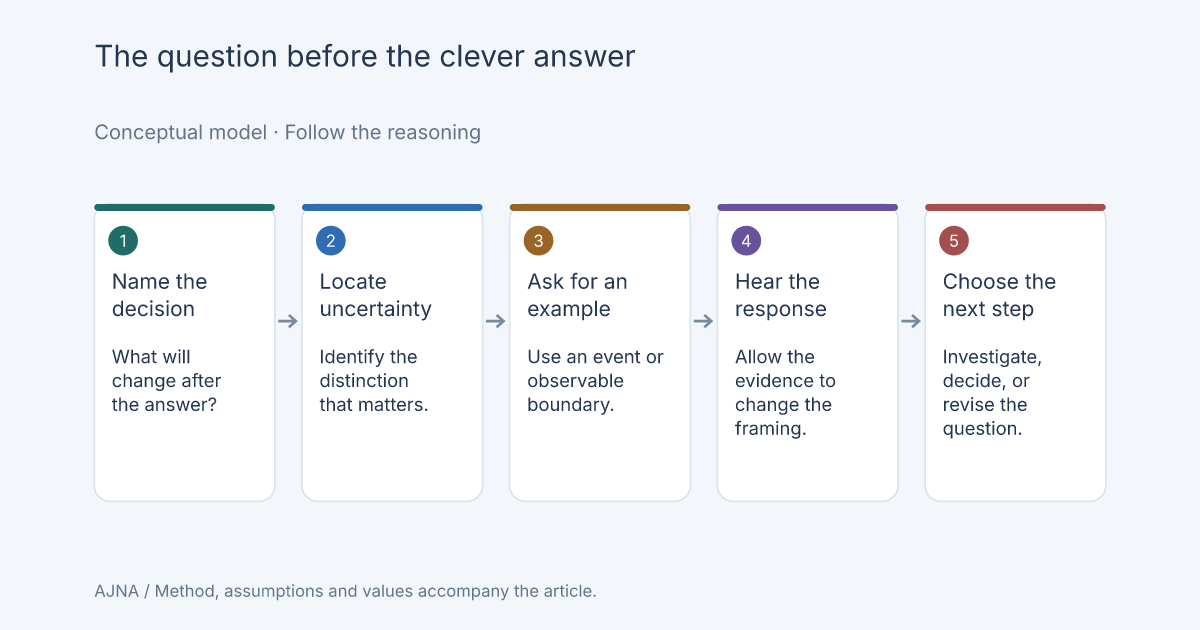 The question before the clever answer
Conceptual model · Follow the reasoning
1
Name the
decision
What will
change after
the answer?
2
Locate
uncertainty
Identify the
distinction
that matters.
3
Ask for an
example
Use an event or
observable
boundary.
4
Hear the
response
Allow the
evidence to
change the
framing.
5
Choose the
next step
Investigate,
decide, or
revise the
question.
AJNA / Method, assumptions and values accompany the article.